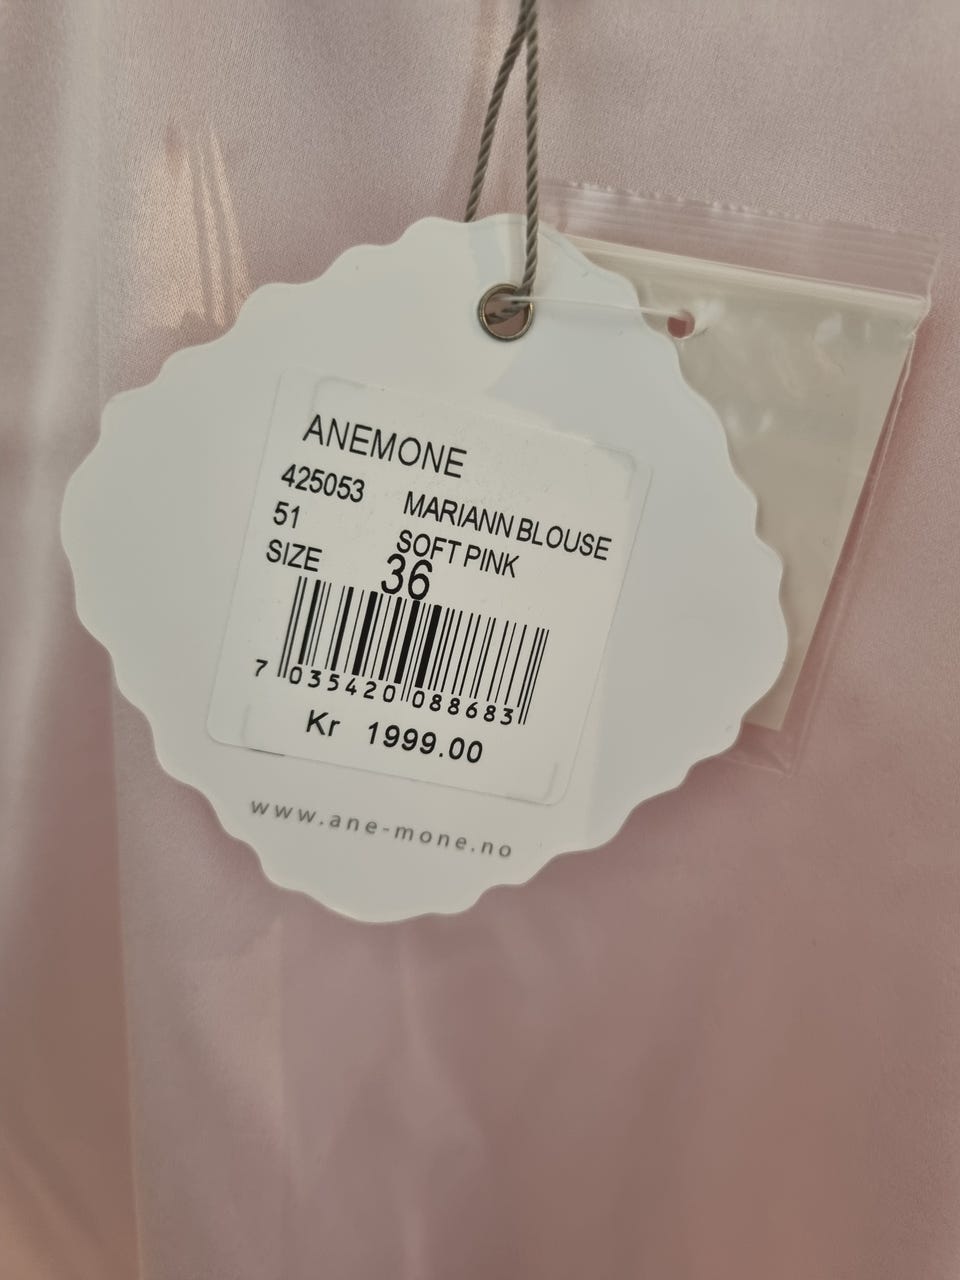 ANEMONE
425053 MARIANN BLOUSE
51 SOFT PINK
SIZE 36
7 035420 088683
Kr 1999.00
www.ane-mone.no